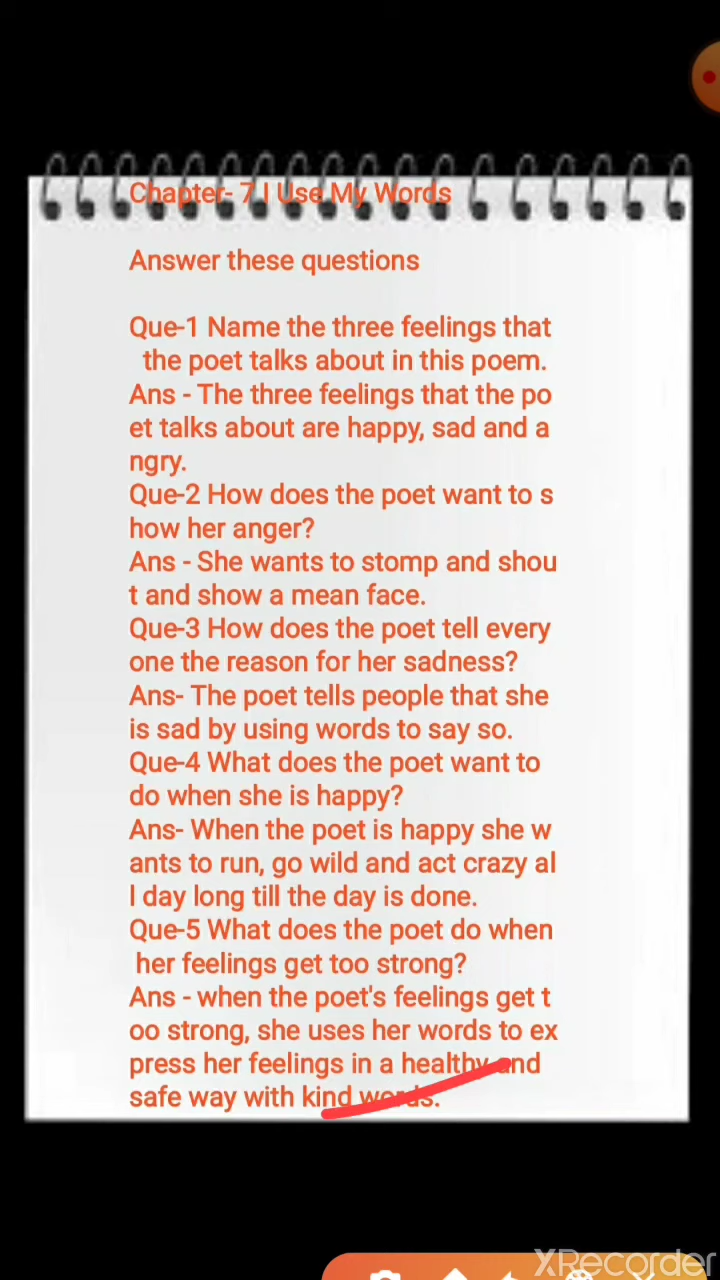 Chapter- 7 I Use My Words
Answer these questions
Que-1 Name the three feelings that
the poet talks about in this poem.
Ans - The three feelings that the po
et talks about are happy, sad and a
ngry.
Que-2 How does the poet want to s
how her anger?
Ans - She wants to stomp and shou
t and show a mean face.
Que-3 How does the poet tell every
one the reason for her sadness?
Ans- The poet tells people that she
is sad by using words to say so.
Que-4 What does the poet want to
do when she is happy?
Ans- When the poet is happy she w
ants to run, go wild and act crazy al
l day long till the day is done.
Que-5 What does the poet do when
her feelings get too strong?
Ans - when the poet's feelings get t
oo strong, she uses her words to ex
press her feelings in a healthy and
safe way with kind words.
XRecorder